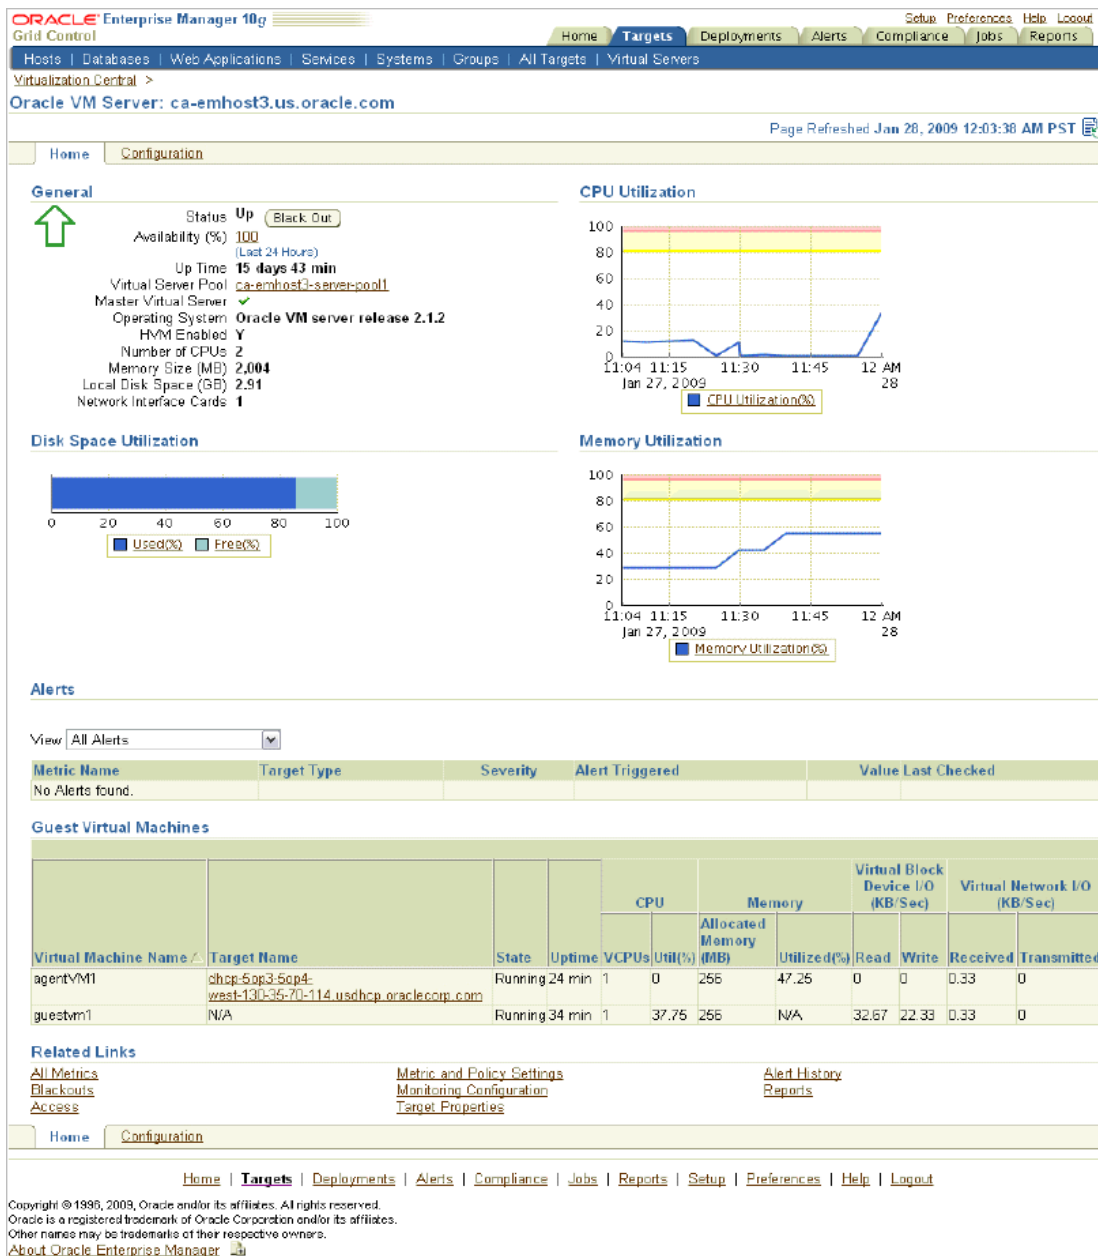 ORACLE Enterprise Manager 10g
Grid Control
Setup Preferences Help Logout
Home Targets Deployments Alerts Compliance Jobs Reports
Hosts | Databases | Web Applications | Services | Systems | Groups | All Targets | Virtual Servers
Virtualization Central >
Oracle VM Server: ca-emhost3.us.oracle.com
Page Refreshed Jan 28, 2009 12:03:38 AM PST
Home Configuration
General
Status Up Black Out
Availability (%) 100
(Last 24 Hours)
Up Time 15 days 43 min
Virtual Server Pool ca-emhost3-server-pool1
Master Virtual Server
Operating System Oracle VM server release 2.1.2
HVM Enabled Y
Number of CPUs 2
Memory Size (MB) 2,004
Local Disk Space (GB) 2.91
Network Interface Cards 1
CPU Utilization
100
80
60
40
20
0
11:04 11:15 11:30 11:45 12 AM
Jan 27, 2009 28
CPU Utilization(%)
Disk Space Utilization
0 20 40 60 80 100
Used(%) Free(%)
Memory Utilization
100
80
60
40
20
0
11:04 11:15 11:30 11:45 12 AM
Jan 27, 2009 28
Memory Utilization(%)
Alerts
View All Alerts
Metric Name Target Type Severity Alert Triggered Value Last Checked
No Alerts found.
Guest Virtual Machines
CPU Memory Virtual Block Device I/O (KB/Sec) Virtual Network I/O (KB/Sec)
Virtual Machine Name Target Name State Uptime VCPUs Util(%) Allocated Memory (MB) Utilized(%) Read Write Received Transmitted
agentVM1 dhcp-5op3-5op4-west-130-35-70-114.usdhcp.oraclecorp.com Running 24 min 1 0 256 47.25 0 0 0.33 0
guestvm1 N/A Running 34 min 1 37.75 256 N/A 32.67 22.33 0.33 0
Related Links
All Metrics Metric and Policy Settings Alert History
Blackouts Monitoring Configuration Reports
Access Target Properties
Home Configuration
Home | Targets | Deployments | Alerts | Compliance | Jobs | Reports | Setup | Preferences | Help | Logout
Copyright © 1996, 2009, Oracle and/or its affiliates. All rights reserved.
Oracle is a registered trademark of Oracle Corporation and/or its affiliates.
Other names may be trademarks of their respective owners.
About Oracle Enterprise Manager